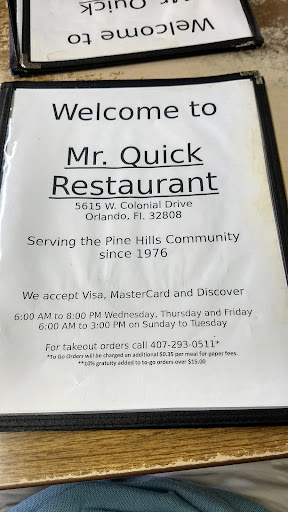 Mr. Quick
Welcome to
Welcome to
Mr. Quick
Restaurant
5615 W. Colonial Drive
Orlando, Fl. 32808
Serving the Pine Hills Community
since 1976
We accept Visa, MasterCard and Discover
6:00 AM to 8:00 PM Wednesday, Thursday and Friday
6:00 AM to 3:00 PM on Sunday to Tuesday
For takeout orders call 407-293-0511*
*To Go Orders will be charged an additional $0.35 per meal for paper fees.
**10% gratuity added to to-go orders over $15.00